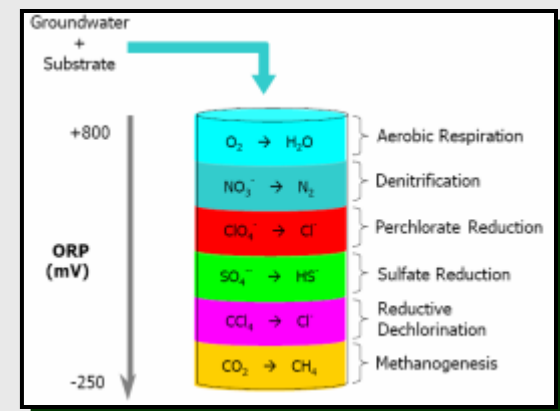 Groundwater
+
Substrate
+800
ORP
(mV)
-250
O₂ → H₂O
Aerobic Respiration
NO₃⁻ → N₂
Denitrification
ClO₄⁻ → Cl⁻
Perchlorate Reduction
SO₄⁻⁻ → HS⁻
Sulfate Reduction
CCl₄ → Cl⁻
Reductive
Dechlorination
CO₂ → CH₄
Methanogenesis